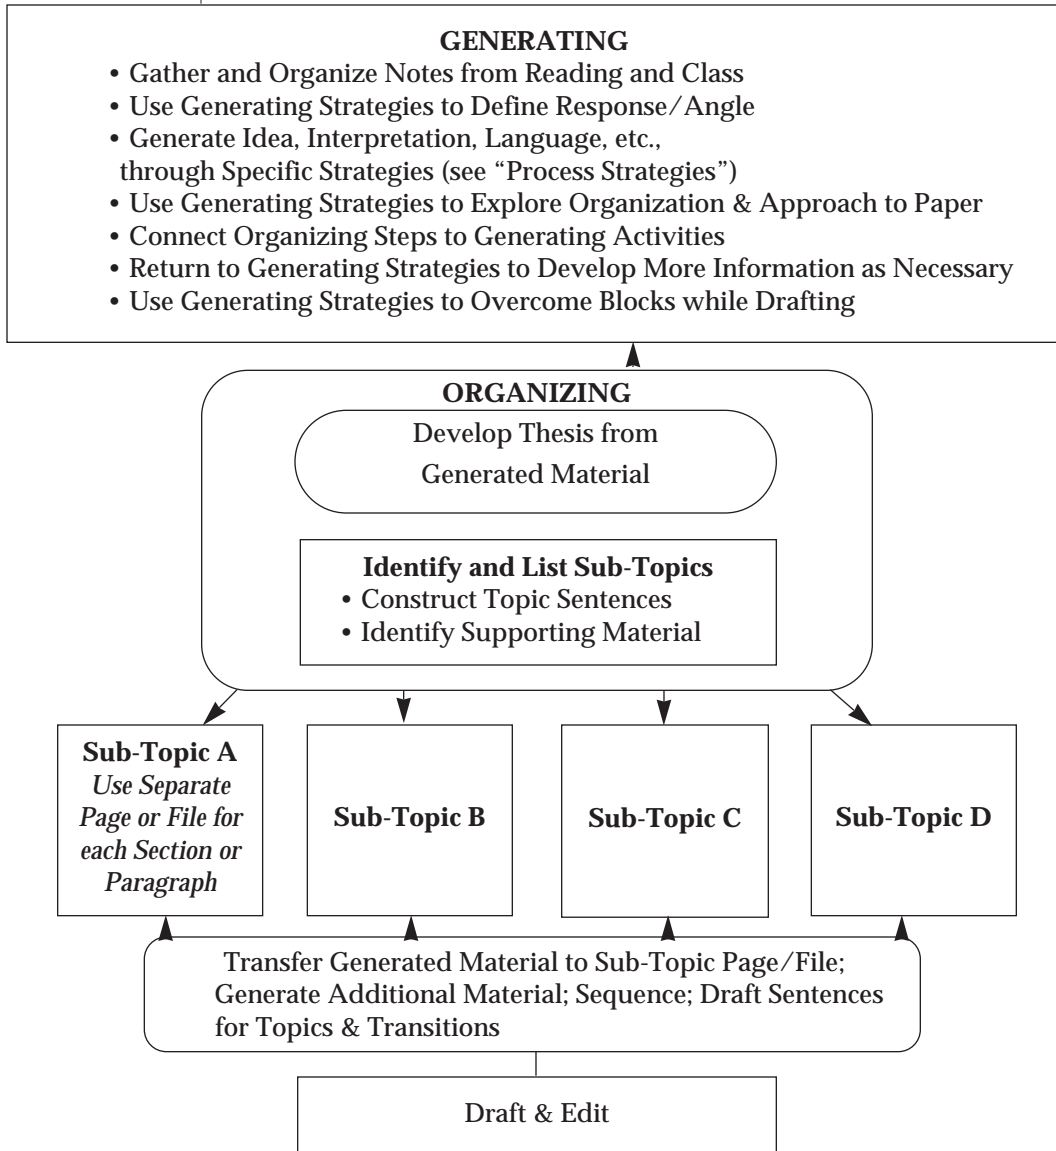 GENERATING
• Gather and Organize Notes from Reading and Class
• Use Generating Strategies to Define Response/Angle
• Generate Idea, Interpretation, Language, etc.,
through Specific Strategies (see “Process Strategies”)
• Use Generating Strategies to Explore Organization & Approach to Paper
• Connect Organizing Steps to Generating Activities
• Return to Generating Strategies to Develop More Information as Necessary
• Use Generating Strategies to Overcome Blocks while Drafting
ORGANIZING
Develop Thesis from
Generated Material
Identify and List Sub-Topics
• Construct Topic Sentences
• Identify Supporting Material
Sub-Topic A
Use Separate
Page or File for
each Section or
Paragraph
Sub-Topic B
Sub-Topic C
Sub-Topic D
Transfer Generated Material to Sub-Topic Page/File;
Generate Additional Material; Sequence; Draft Sentences
for Topics & Transitions
Draft & Edit